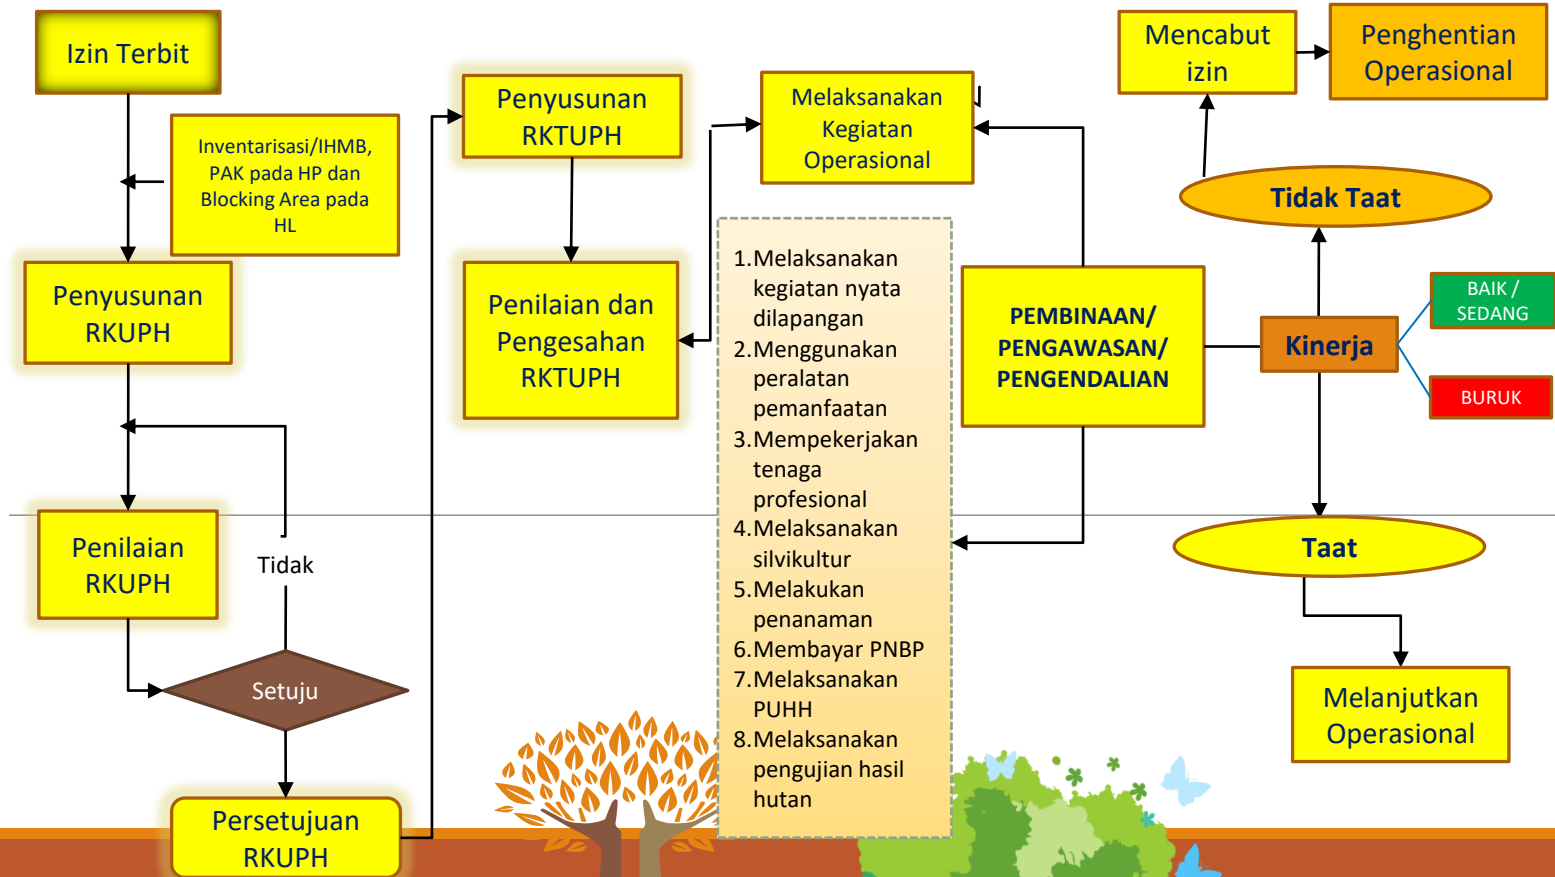 Izin Terbit
Inventarisasi/IHMB,
PAK pada HP dan
Blocking Area pada
HL
Penyusunan
RKUPH
Penilaian
RKUPH
Tidak
Setuju
Persetujuan
RKUPH
Penyusunan
RKTUPH
Penilaian dan
Pengesahan
RKTUPH
Melaksanakan
Kegiatan
Operasional
1.Melaksanakan
kegiatan nyata
dilapangan
2.Menggunakan
peralatan
pemanfaatan
3.Mempekerjakan
tenaga
profesional
4.Melaksanakan
silvikultur
5.Melakukan
penanaman
6.Membayar PNBP
7.Melaksanakan
PUHH
8.Melaksanakan
pengujian hasil
hutan
PEMBINAAN/
PENGAWASAN/
PENGENDALIAN
Mencabut
izin
Penghentian
Operasional
Tidak Taat
Kinerja
BAIK /
SEDANG
BURUK
Taat
Melanjutkan
Operasional